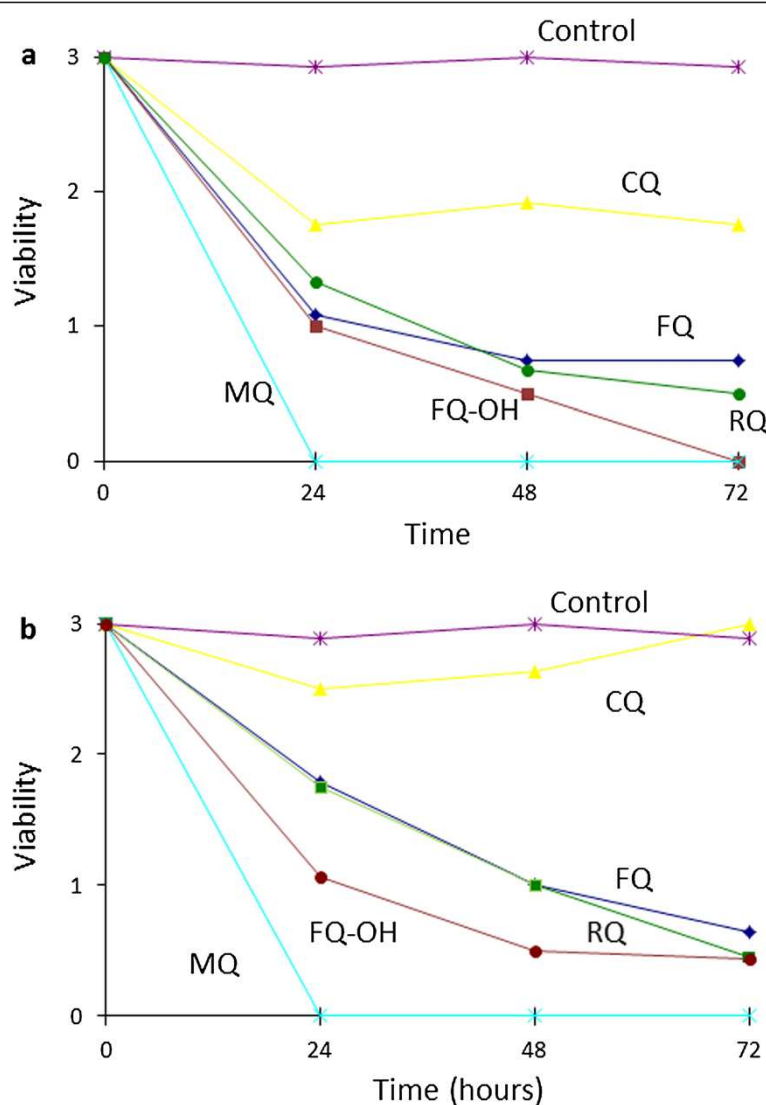 a
Control
3
CQ
2
Viability
FQ
1
MQ
FQ-OH
RQ
0
0 24 48 72
Time
b
Control
3
CQ
2
Viability
1
FQ
FQ-OH
RQ
MQ
0
0 24 48 72
Time (hours)